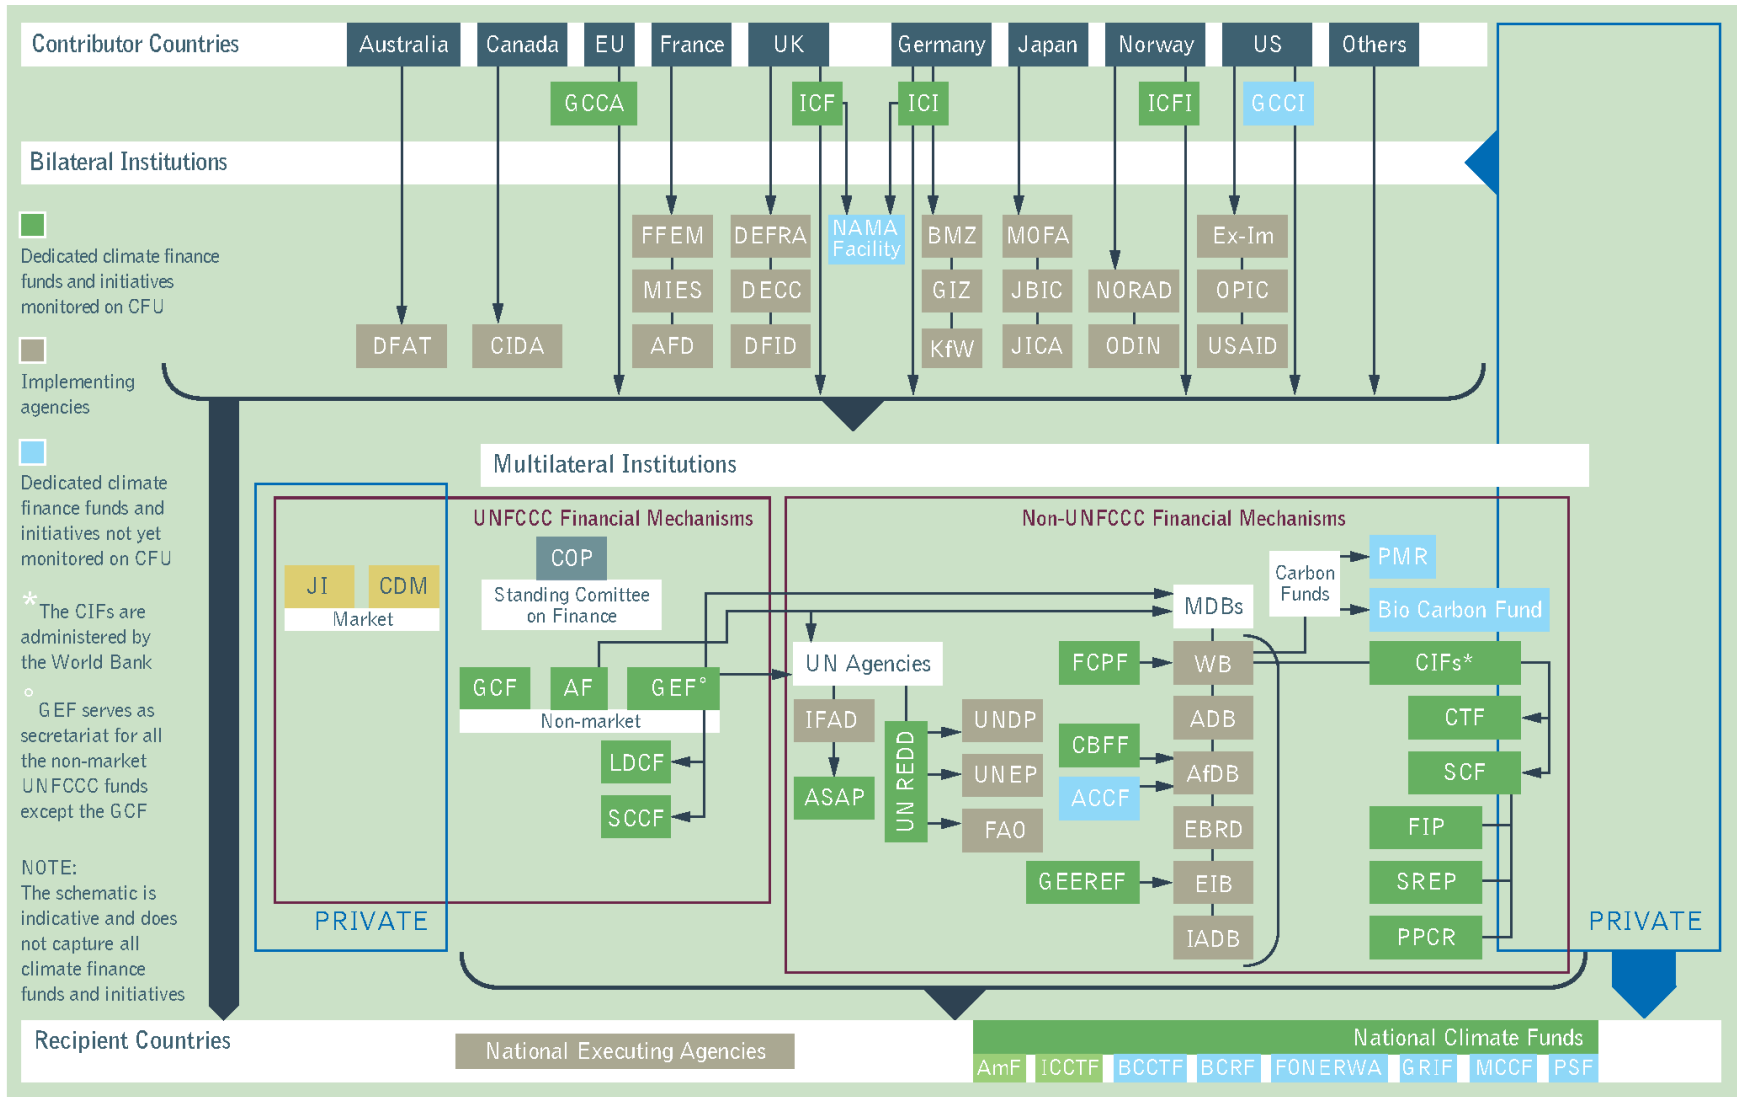 Contributor Countries
Australia
Canada
EU
France
UK
Germany
Japan
Norway
US
Others
GCCA
ICF
ICI
ICFI
GCCI
Bilateral Institutions
Dedicated climate finance
funds and initiatives
monitored on CFU
Implementing
agencies
Dedicated climate
finance funds and
initiatives not yet
monitored on CFU
* The CIFs are
administered by
the World Bank
° GEF serves as
secretariat for all
the non-market
UNFCCC funds
except the GCF
NOTE:
The schematic is
indicative and does
not capture all
climate finance
funds and initiatives
FFEM
DEFRA
NAMA
Facility
BMZ
MOFA
Ex-Im
MIES
DECC
GIZ
JBIC
NORAD
OPIC
DFAT
CIDA
AFD
DFID
KfW
JICA
ODIN
USAID
Multilateral Institutions
UNFCCC Financial Mechanisms
COP
Standing Comittee
on Finance
JI
CDM
Market
GCF
AF
GEF°
Non-market
LDCF
SCCF
PRIVATE
Non-UNFCCC Financial Mechanisms
UN Agencies
IFAD
ASAP
UN REDD
UNDP
UNEP
FAO
MDBs
FCPF
WB
ADB
CBFF
AfDB
ACCF
EBRD
GEEREF
EIB
IADB
Carbon
Funds
PMR
Bio Carbon Fund
CIFs*
CTF
SCF
FIP
SREP
PPCR
PRIVATE
Recipient Countries
National Executing Agencies
National Climate Funds
AmF
ICCTF
BCCTF
BCRF
FONERWA
GRIF
MCCF
PSF